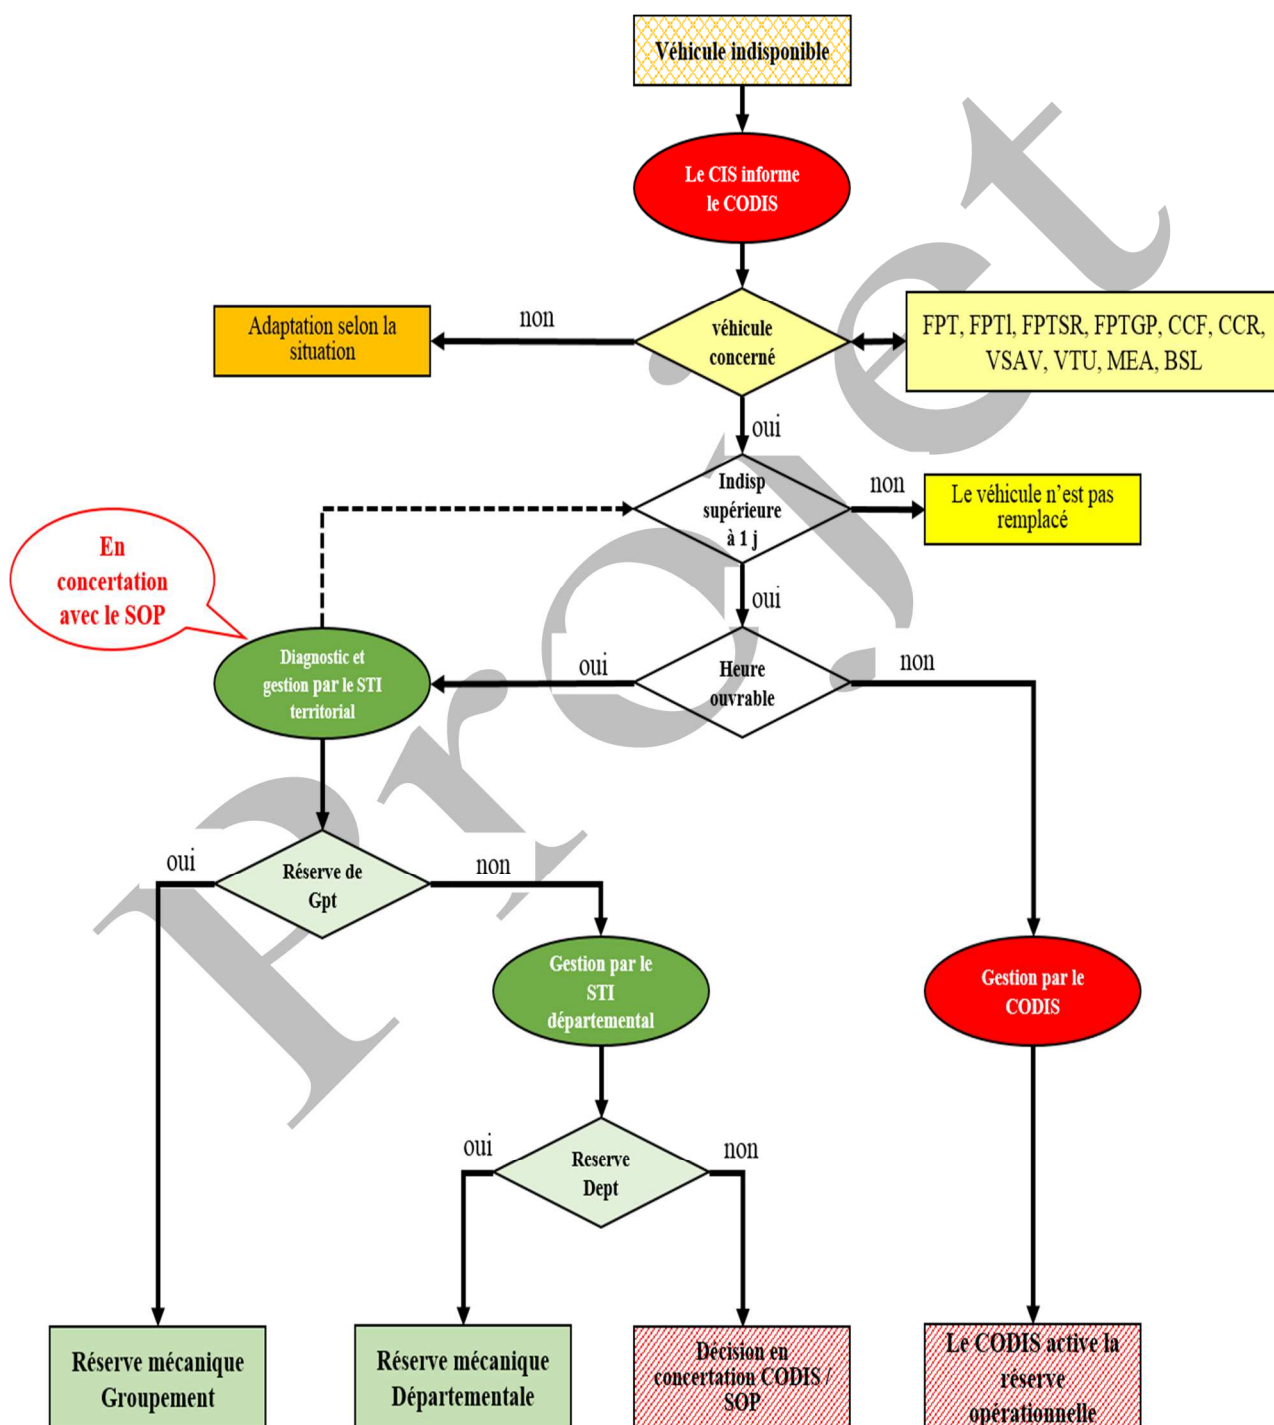 Véhicule indisponible
Le CIS informe
le CODIS
non
Adaptation selon la
situation
véhicule
concerné
FPT, FPTl, FPTSR, FPTGP, CCF, CCR,
VSAV, VTU, MEA, BSL
oui
Indisp
supérieure
à 1 j
non
Le véhicule n’est pas
remplacé
En
concertation
avec le SOP
oui
Diagnostic et
gestion par le STI
territorial
oui
Heure
ouvrable
non
oui
Réserve de
Gpt
non
Gestion par le
STI
départemental
Gestion par le
CODIS
oui
Reserve
Dept
non
Réserve mécanique
Groupement
Réserve mécanique
Départementale
Décision en
concertation CODIS /
SOP
Le CODIS active la
réserve
opérationnelle
Projet